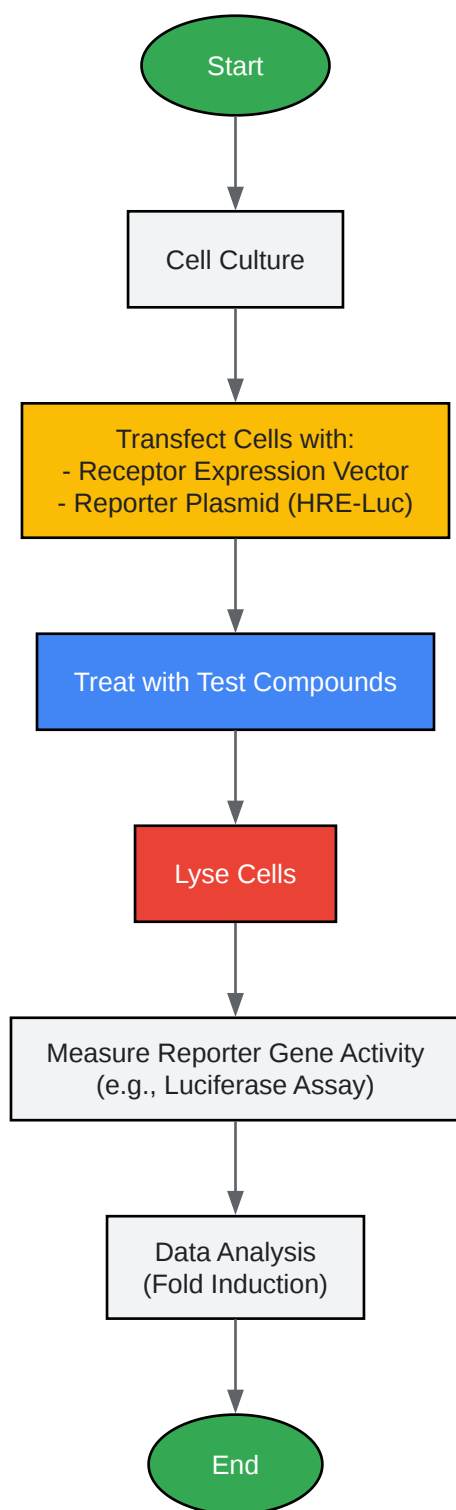 Start
Cell Culture
Transfect Cells with:
- Receptor Expression Vector
- Reporter Plasmid (HRE-Luc)
Treat with Test Compounds
Lyse Cells
Measure Reporter Gene Activity
(e.g., Luciferase Assay)
Data Analysis
(Fold Induction)
End